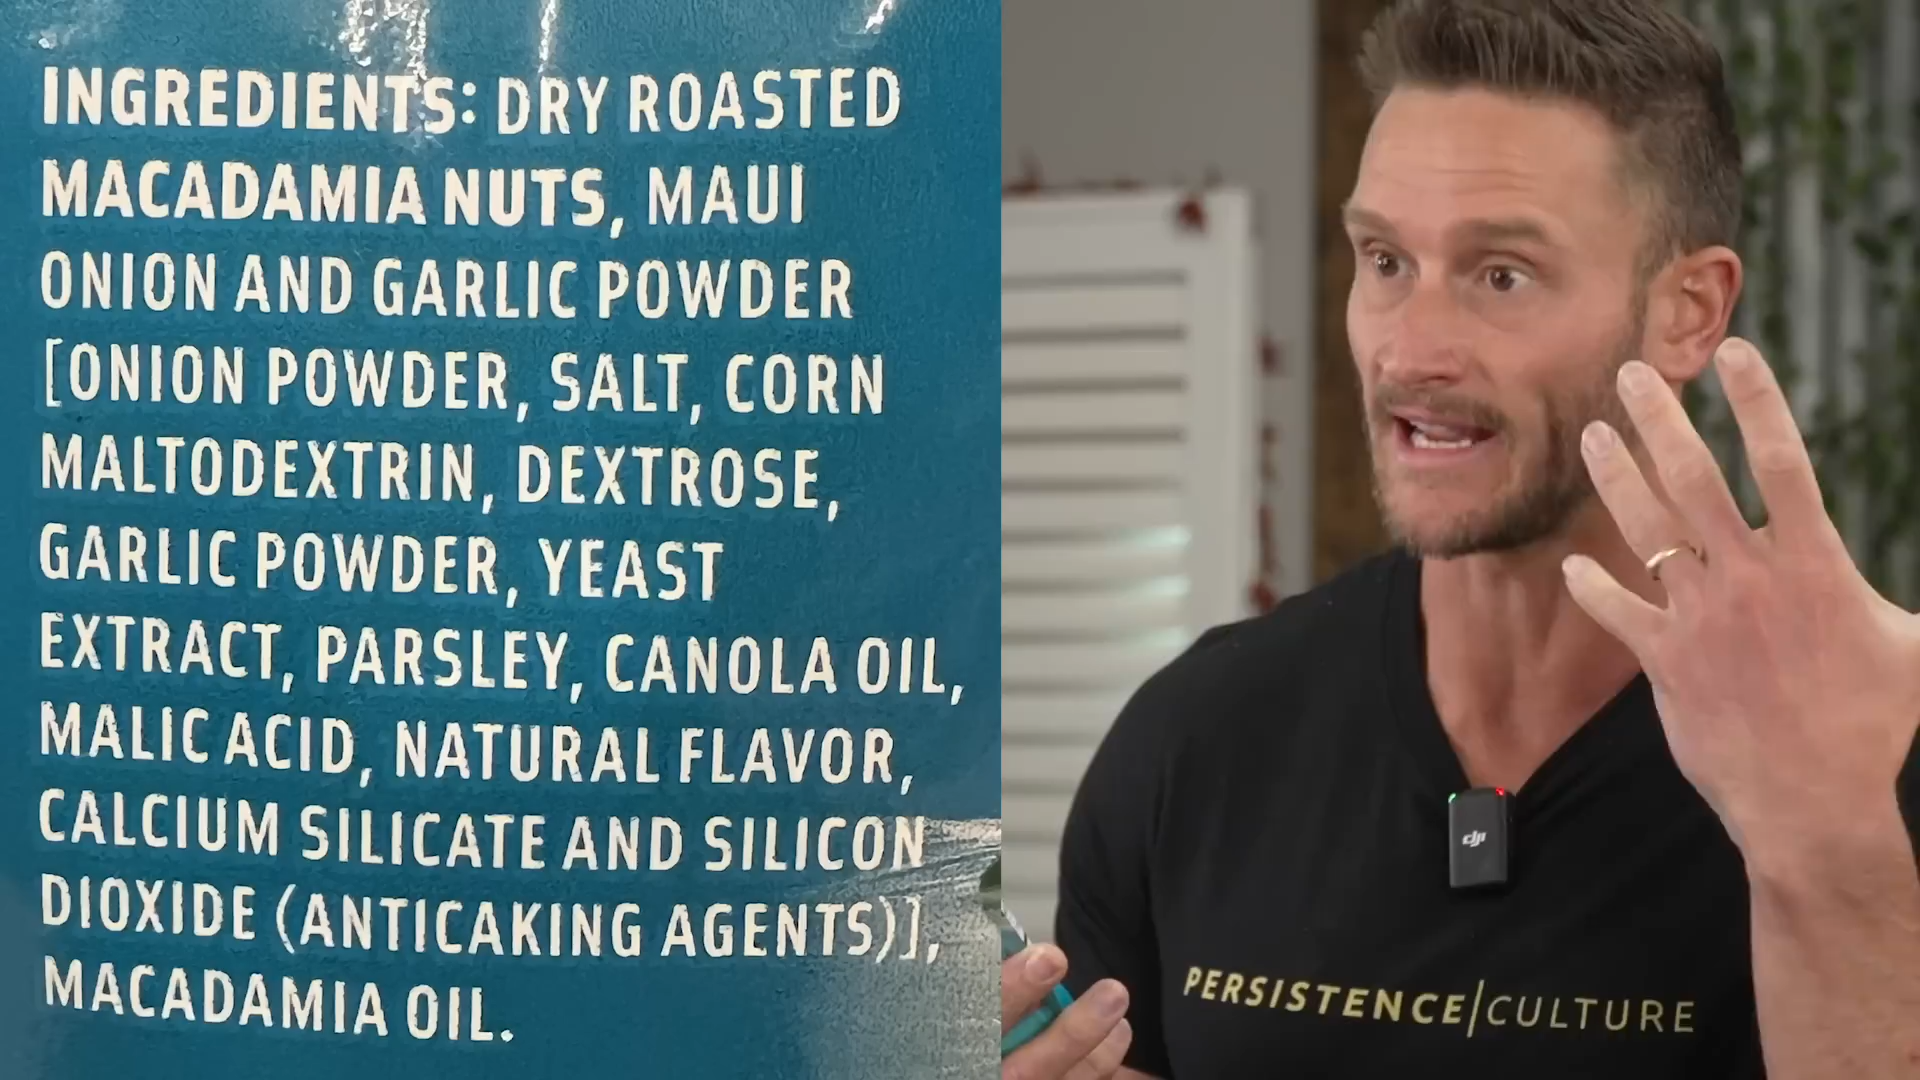 INGREDIENTS: DRY ROASTED
MACADAMIA NUTS, MAUI
ONION AND GARLIC POWDER
[ONION POWDER, SALT, CORN
MALTODEXTRIN, DEXTROSE,
GARLIC POWDER, YEAST
EXTRACT, PARSLEY, CANOLA OIL,
MALIC ACID, NATURAL FLAVOR,
CALCIUM SILICATE AND SILICON
DIOXIDE (ANTICAKING AGENTS)],
MACADAMIA OIL.
dji
PERSISTENCE|CULTURE